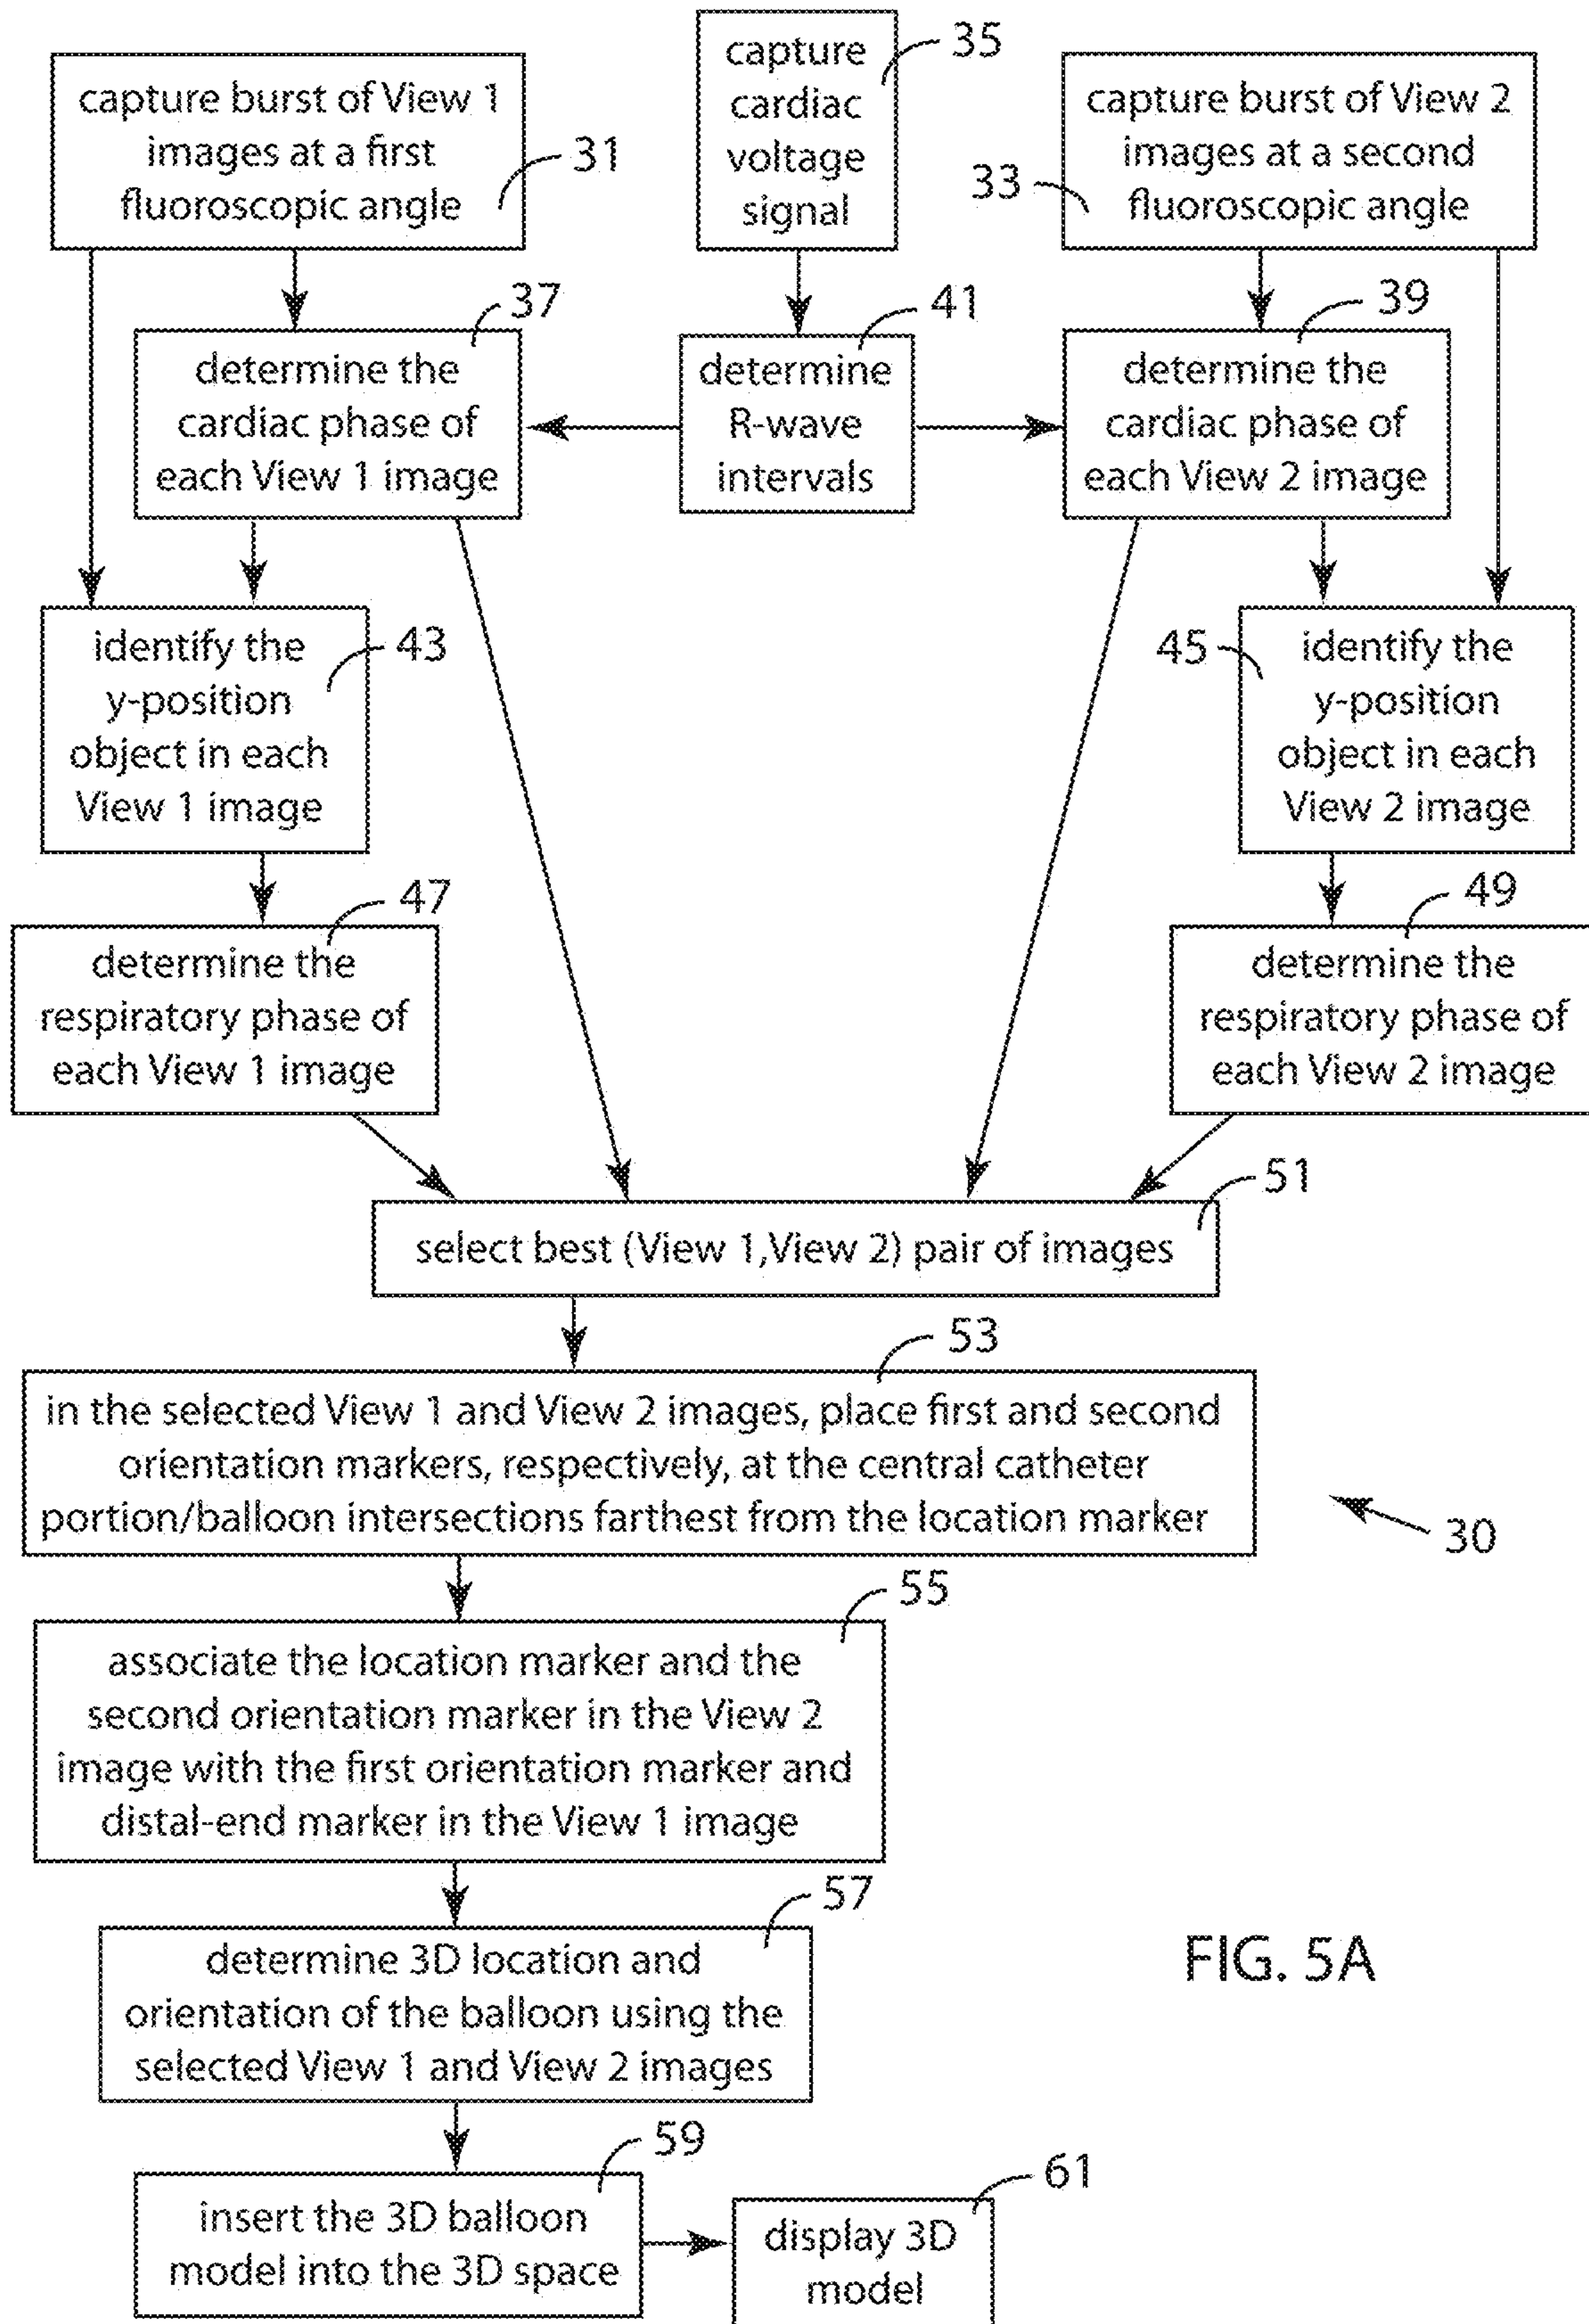 capture burst of View 1
images at a first
fluoroscopic angle
31
capture
cardiac
voltage
signal
35
capture burst of View 2
images at a second
fluoroscopic angle
33
determine the
cardiac phase of
each View 1 image
37
determine
R-wave
intervals
41
determine the
cardiac phase of
each View 2 image
39
identify the
y-position
object in each
View 1 image
43
identify the
y-position
object in each
View 2 image
45
determine the
respiratory phase of
each View 1 image
47
determine the
respiratory phase of
each View 2 image
49
select best (View 1,View 2) pair of images
51
in the selected View 1 and View 2 images, place first and second
orientation markers, respectively, at the central catheter
portion/balloon intersections farthest from the location marker
53
30
associate the location marker and the
second orientation marker in the View 2
image with the first orientation marker and
distal-end marker in the View 1 image
55
determine 3D location and
orientation of the balloon using the
selected View 1 and View 2 images
57
FIG. 5A
insert the 3D balloon
model into the 3D space
59
display 3D
model
61